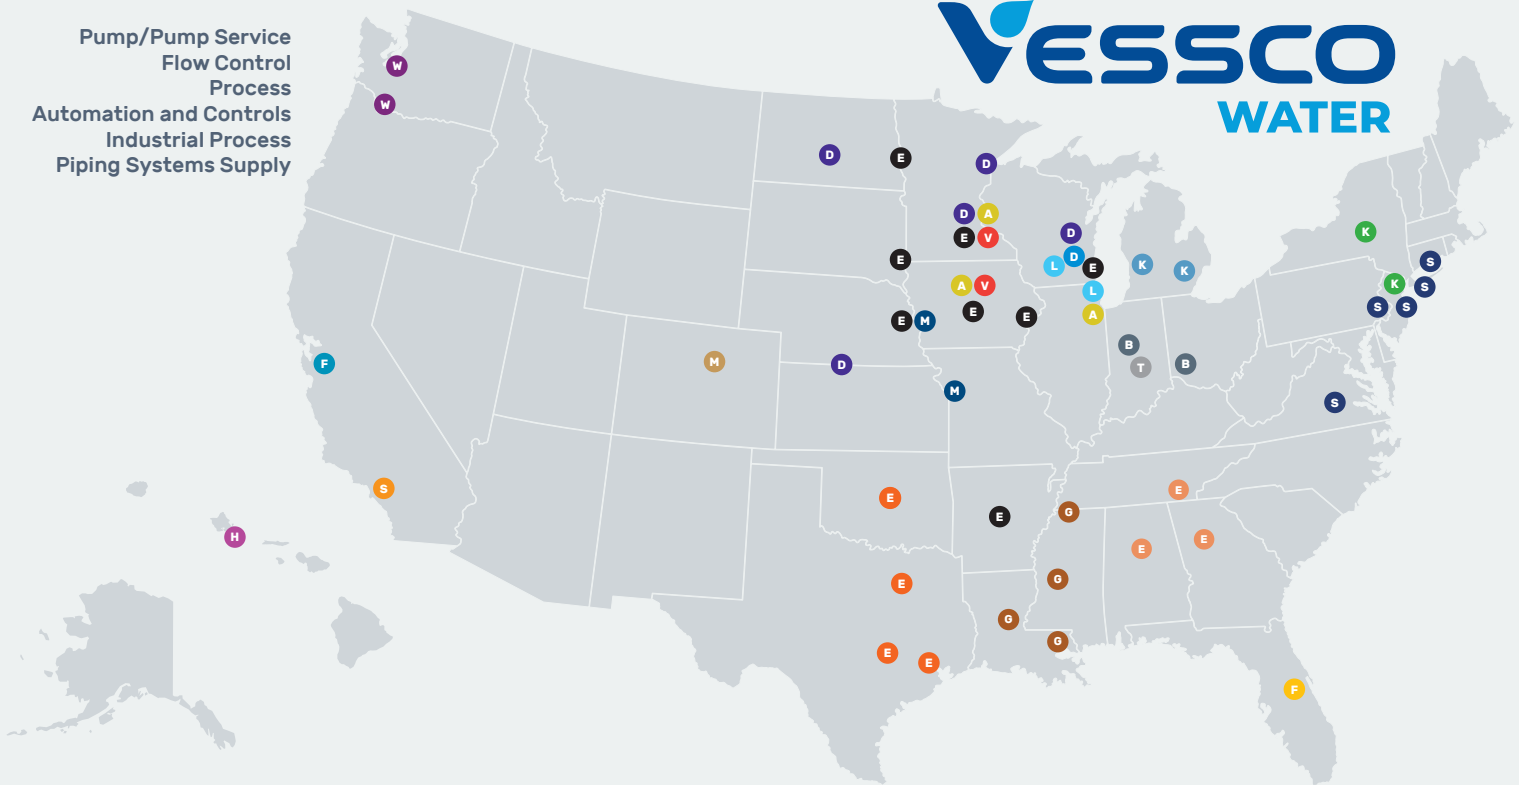 Pump/Pump Service
Flow Control
Process
Automation and Controls
Industrial Process
Piping Systems Supply
VESSCO
WATER
W
W
D
E
D
D
A
E
V
D
K
L
D
E
K
K
S
E
A
V
L
K
S
E
M
E
E
A
S
S
F
M
D
B
T
B
M
S
S
E
E
G
E
H
E
E
E
G
G
E
E
G
F